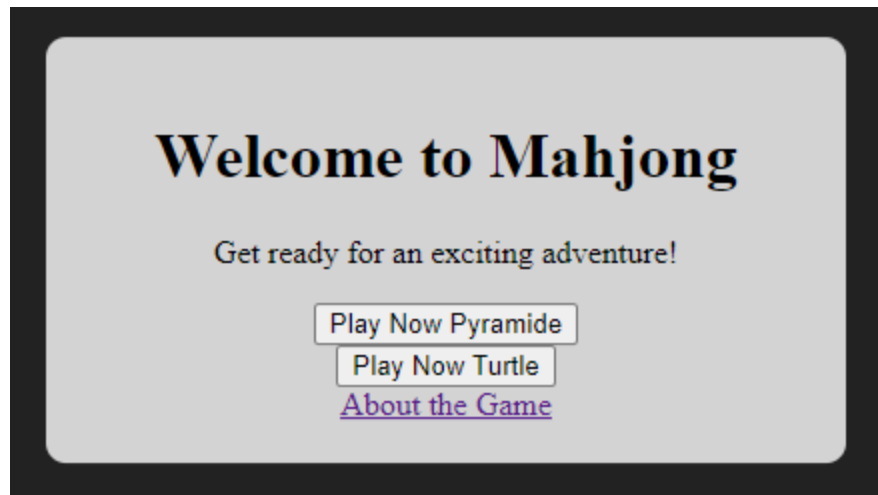 Welcome to Mahjong
Get ready for an exciting adventure!
Play Now Pyramide
Play Now Turtle
About the Game